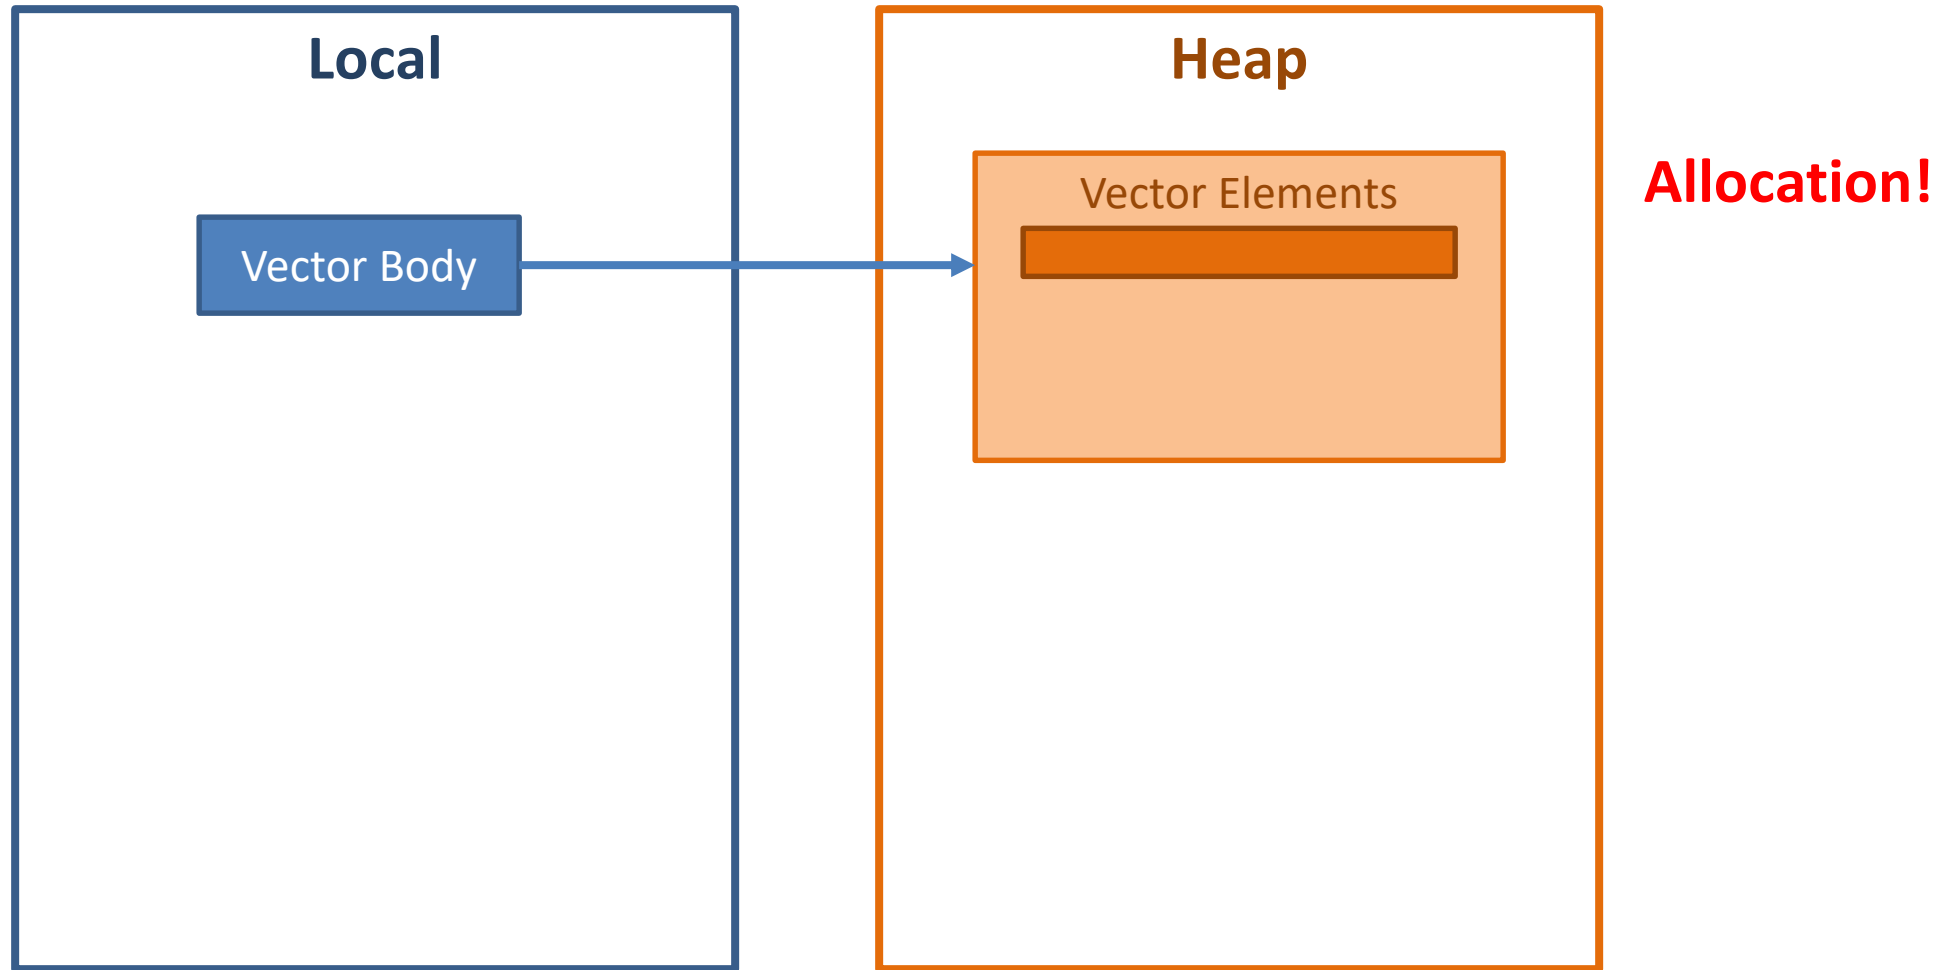 Local
Heap
Allocation!
Vector Elements
Vector Body